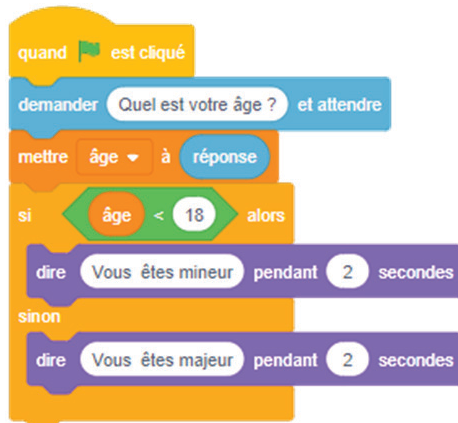 quand est cliqué
demander Quel est votre âge ? et attendre
mettre âge à réponse
si âge < 18 alors
dire Vous êtes mineur pendant 2 secondes
sinon
dire Vous êtes majeur pendant 2 secondes